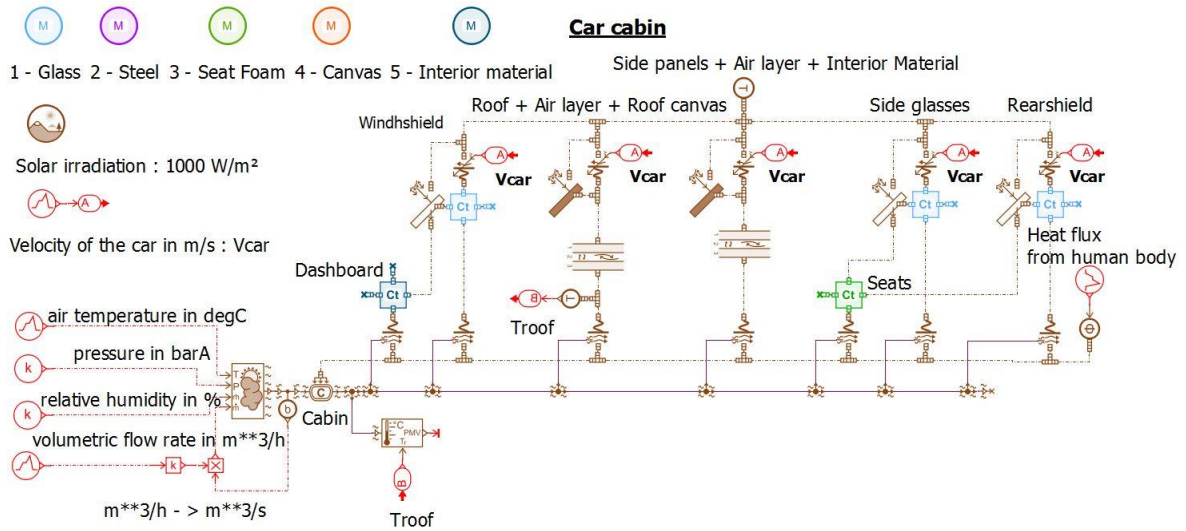 Car cabin
M M M M M
1 - Glass 2 - Steel 3 - Seat Foam 4 - Canvas 5 - Interior material
Side panels + Air layer + Interior Material
T
Roof + Air layer + Roof canvas
Side glasses
Rearshield
Windhshield
Solar irradiation : 1000 W/m²
A A A A A
Vcar Vcar Vcar Vcar Vcar
A
Ct Ct Ct
Velocity of the car in m/s : Vcar
Heat flux
from human body
Dashboard
Ct
Seats
Ct
B T
Troof
air temperature in degC
pressure in barA
k
T
P
relative humidity in %
k
C
Cabin
b
volumetric flow rate in m**3/h
k
°C
PMV
Tr
m**3/h - > m**3/s
B
Troof